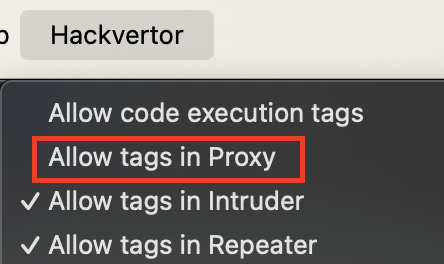 Hackvertor
Allow code execution tags
Allow tags in Proxy
✓ Allow tags in Intruder
✓ Allow tags in Repeater